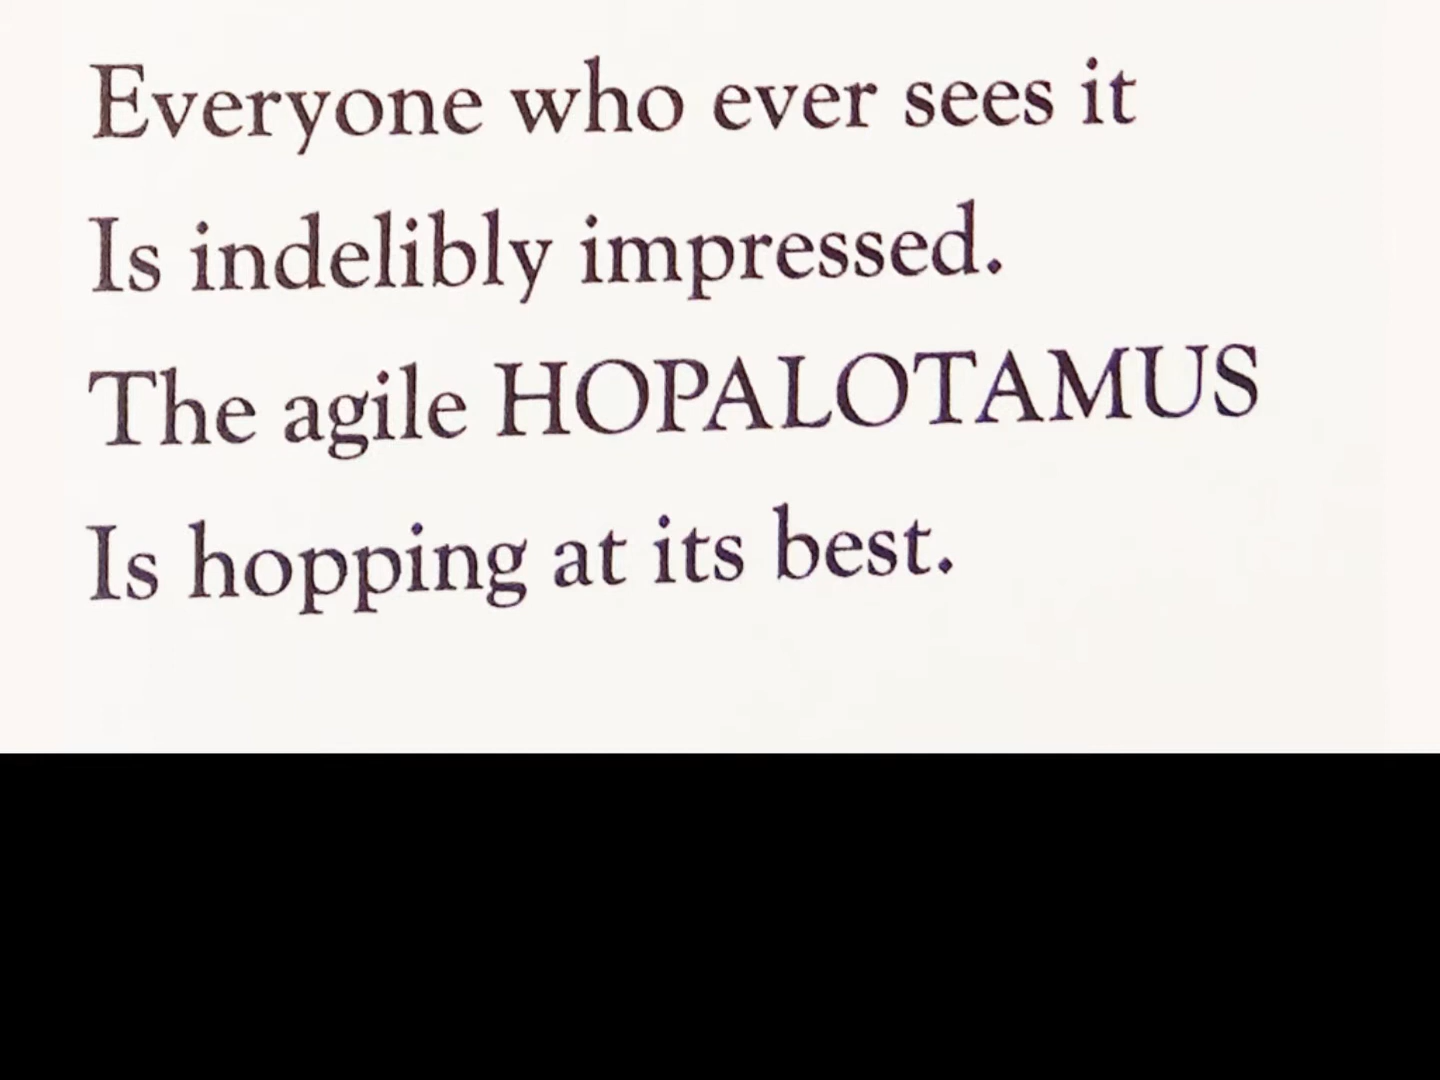 Everyone who ever sees it
Is indelibly impressed.
The agile HOPALOTAMUS
Is hopping at its best.